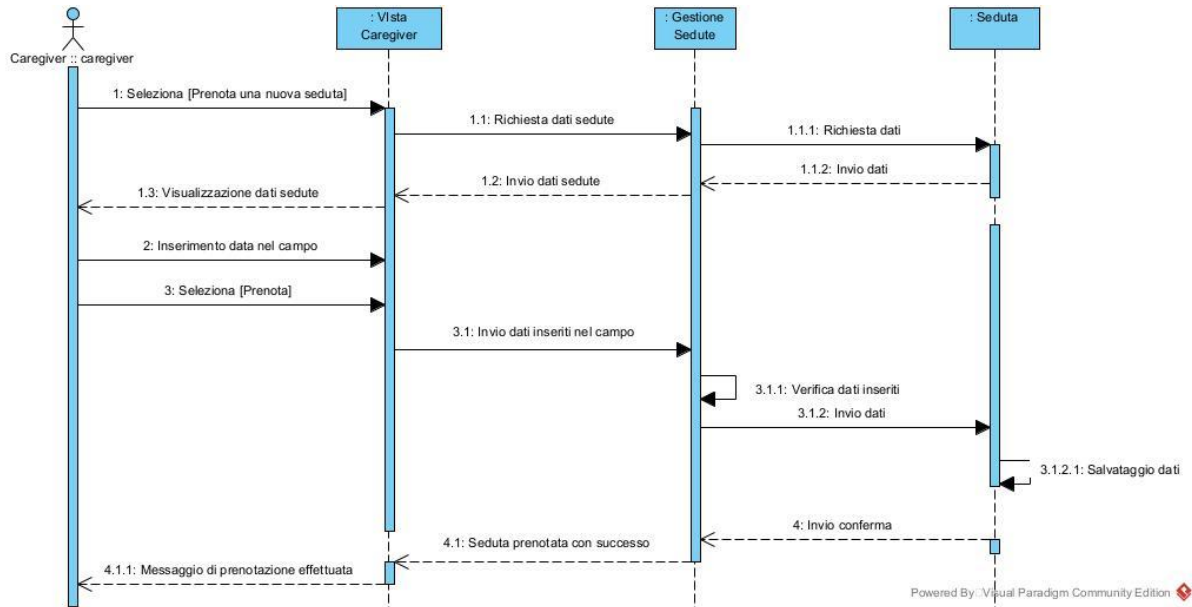 : VIsta
Caregiver
: Gestione
Sedute
: Seduta
Caregiver :: caregiver
1: Seleziona [Prenota una nuova seduta]
1.1: Richiesta dati sedute
1.1.1: Richiesta dati
1.1.2: Invio dati
1.2: Invio dati sedute
1.3: Visualizzazione dati sedute
2: Inserimento data nel campo
3: Seleziona [Prenota]
3.1: Invio dati inseriti nel campo
3.1.1: Verifica dati inseriti
3.1.2: Invio dati
3.1.2.1: Salvataggio dati
4: Invio conferma
4.1: Seduta prenotata con successo
4.1.1: Messaggio di prenotazione effettuata
Powered By Visual Paradigm Community Edition